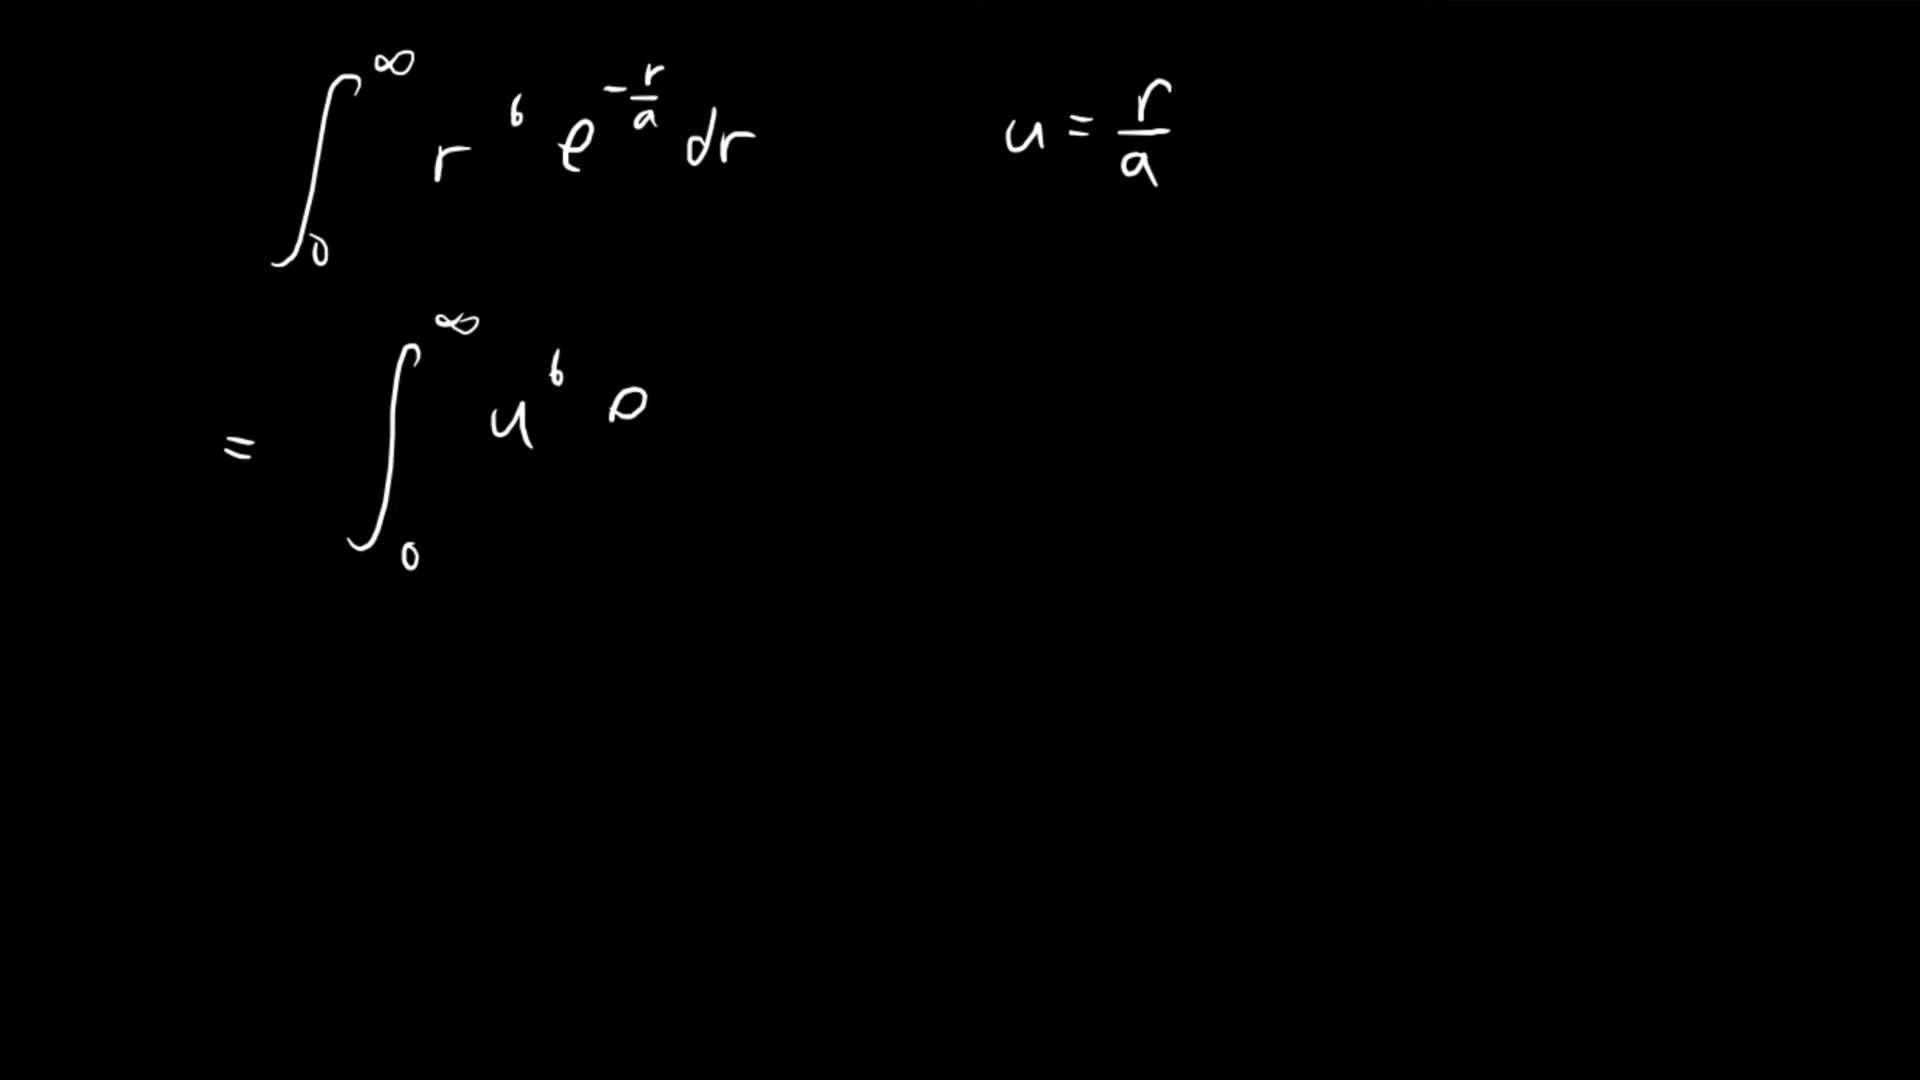 ∫₀^∞ r⁶ e^(-r/a) dr    u = r/a
= ∫₀^∞ u⁶